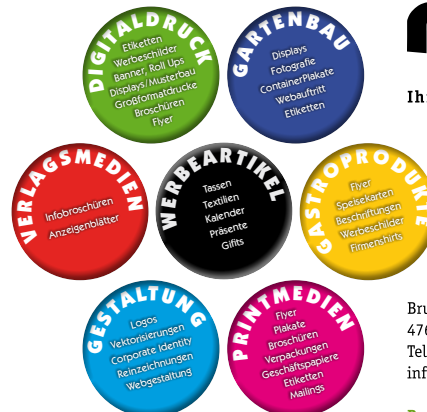 DIGITALDRUCK
Etiketten
Werbeschilder
Banner, Roll Ups
Displays/Musterbau
Großformatdrucke
Broschüren
Flyer
GARTENBAU
Displays
Fotografie
ContainerPlakate
Webauftritt
Etiketten
VERLAGSMEDIEN
Infobroschüren
Anzeigenblätter
WERBEARTIKEL
Tassen
Textilien
Kalender
Präsente
Gifits
GASTROPRODUKTE
Flyer
Speisekarten
Beschriftungen
Werbeschilder
Firmenshirts
GESTALTUNG
Logos
Vektorisierungen
Corporate Identity
Reinzeichnungen
Webgestaltung
PRINTMEDIEN
Flyer
Plakate
Broschüren
Verpackungen
Geschäftspapiere
Etiketten
Mailings
Ih
Bru
476
Tel
inf